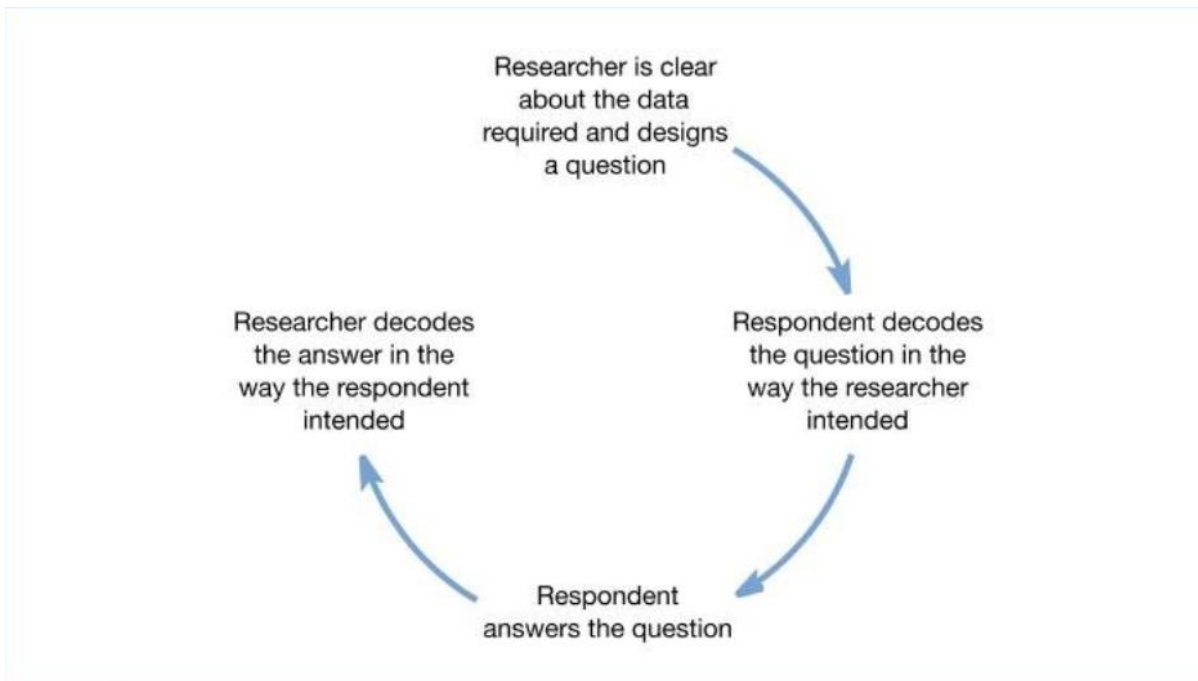 Researcher is clear
about the data
required and designs
a question
Respondent decodes
the question in the
way the researcher
intended
Respondent
answers the question
Researcher decodes
the answer in the
way the respondent
intended